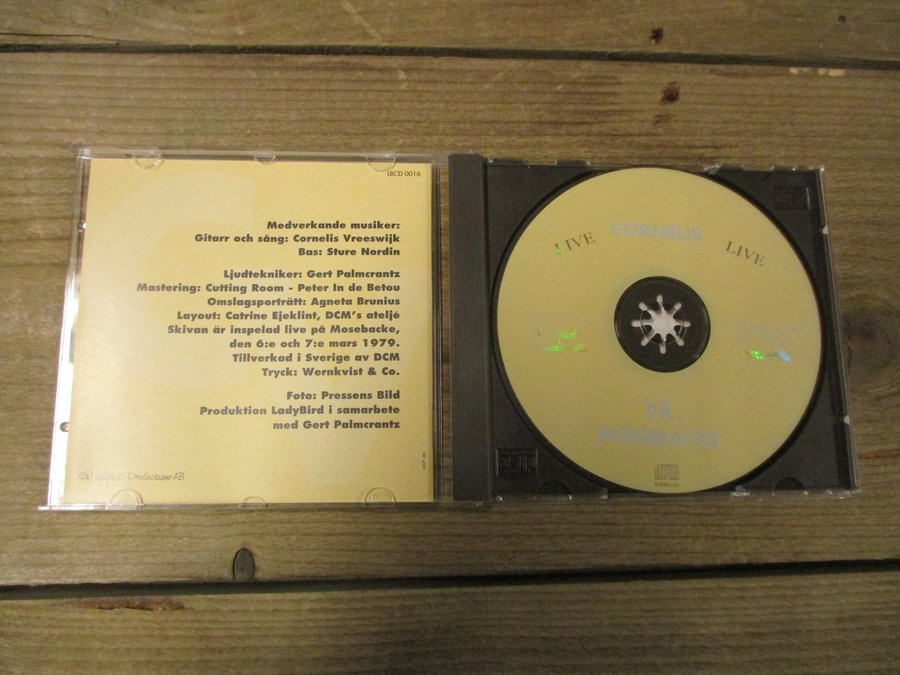 LBCD 0016
Medverkande musiker:
Gitarr och sång: Cornelis Vreeswijk
Bas: Sture Nordin
Ljudtekniker: Gert Palmcrantz
Mastering: Cutting Room - Peter In de Betou
Omslagsporträtt: Agneta Brunius
Layout: Catrine Ejeklint, DCM's ateljé
Skivan är inspelad live på Mosebacke,
den 6:e och 7:e mars 1979.
Tillverkad i Sverige av DCM
Tryck: Wernkvist & Co.
Foto: Pressens Bild
Produktion LadyBird i samarbete
med Gert Palmcrantz
Productions AB
LIVE CORNELIS LIVE
PÅ
MOSEBACKE